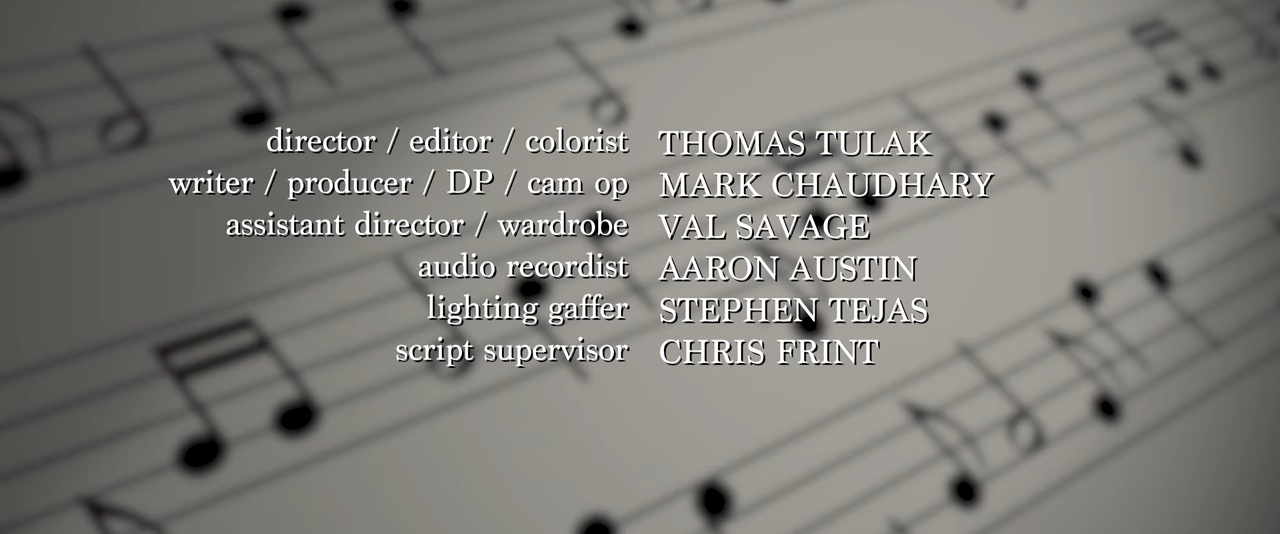 director / editor / colorist THOMAS TULAK
writer / producer / DP / cam op MARK CHAUDHARY
assistant director / wardrobe VAL SAVAGE
audio recordist AARON AUSTIN
lighting gaffer STEPHEN TEJAS
script supervisor CHRIS FRINT